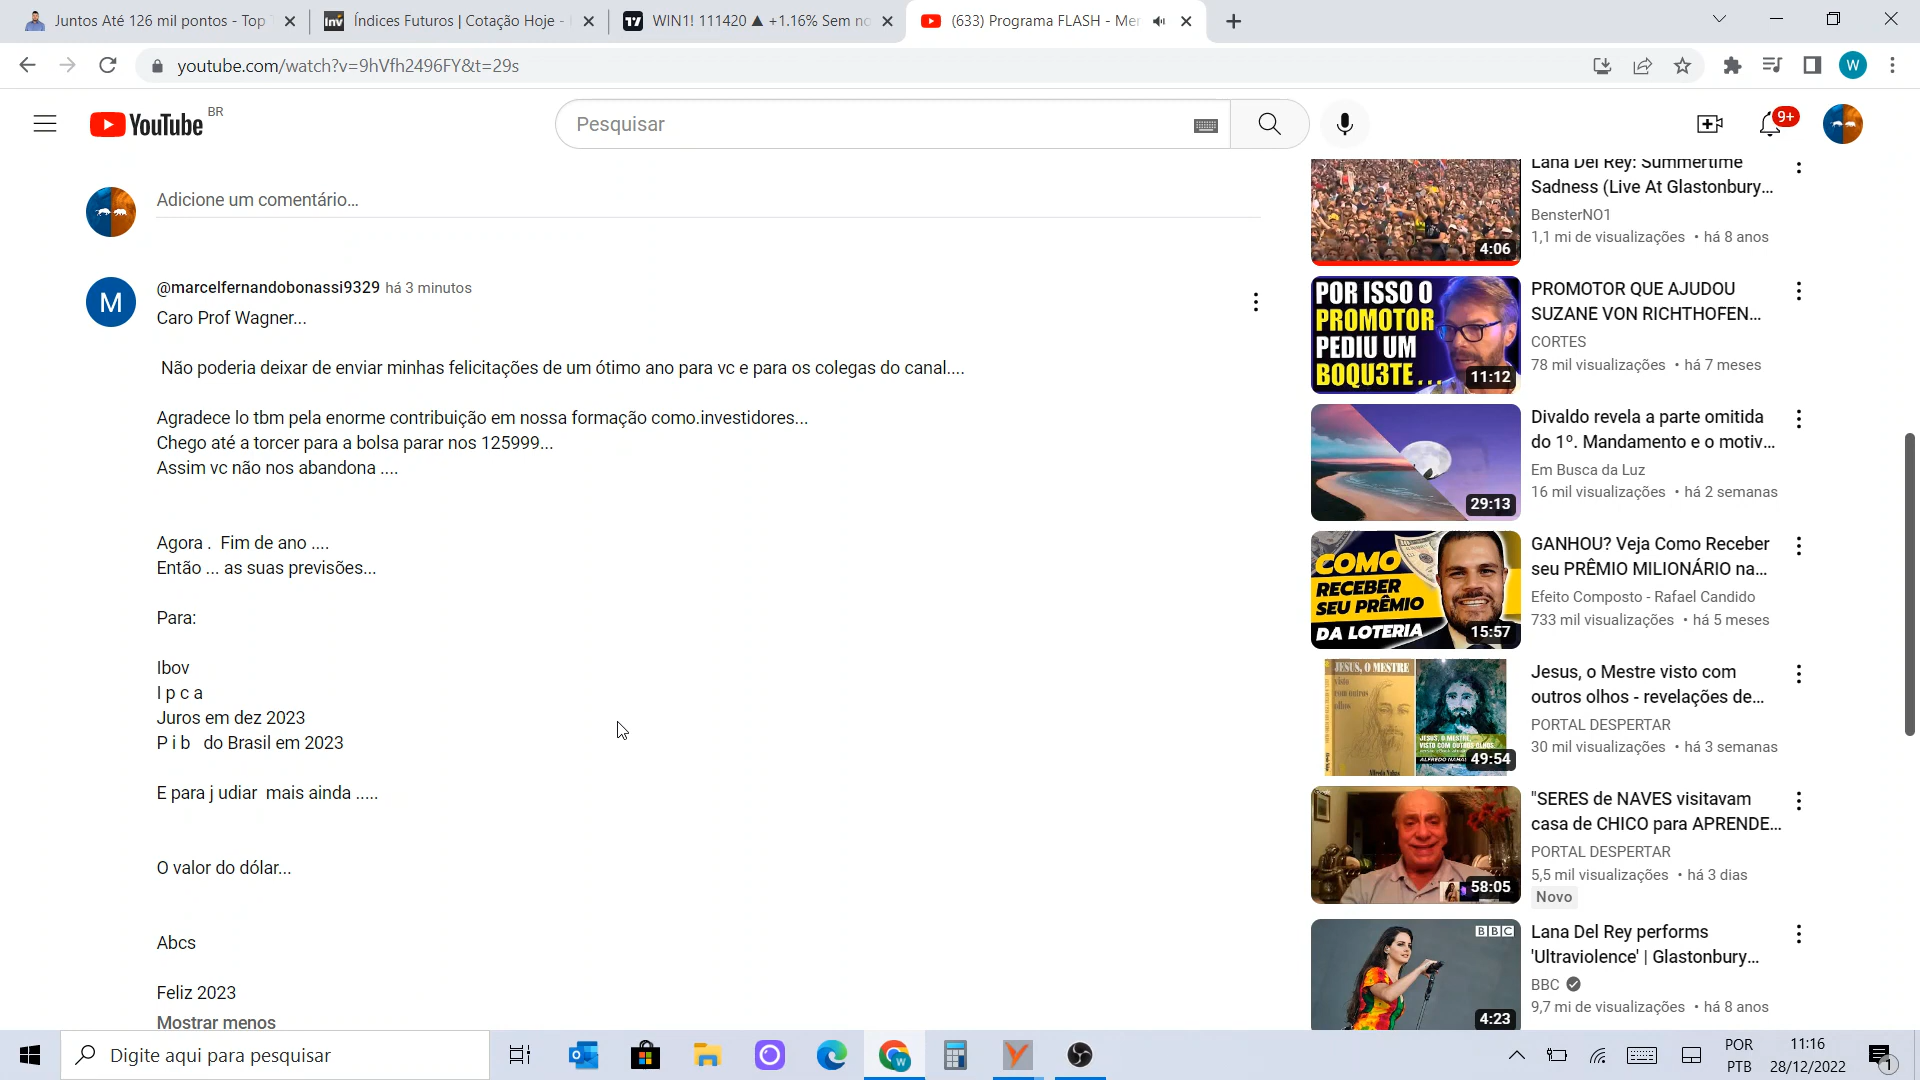 Juntos Até 126 mil pontos - Top
Índices Futuros | Cotação Hoje -
WIN1! 111420 ▲ +1.16% Sem no
(633) Programa FLASH - Mer
youtube.com/watch?v=9hVfh2496FY&t=29s
W
YouTube BR
Pesquisar
9+
Adicione um comentário...
M
@marcelfernandobonassi9329 há 3 minutos
Caro Prof Wagner...
Não poderia deixar de enviar minhas felicitações de um ótimo ano para vc e para os colegas do canal....
Agradece lo tbm pela enorme contribuição em nossa formação como.investidores...
Chego até a torcer para a bolsa parar nos 125999...
Assim vc não nos abandona ....
Agora . Fim de ano ....
Então ... as suas previsões...
Para:
Ibov
I p c a
Juros em dez 2023
P i b do Brasil em 2023
E para j udiar mais ainda .....
O valor do dólar...
Abcs
Feliz 2023
Mostrar menos
4:06
Lana Del Rey: Summertime
Sadness (Live At Glastonbury...
BensterNO1
1,1 mi de visualizações • há 8 anos
POR ISSO O
PROMOTOR
PEDIU UM
BOQU3TE...
11:12
PROMOTOR QUE AJUDOU
SUZANE VON RICHTHOFEN...
CORTES
78 mil visualizações • há 7 meses
29:13
Divaldo revela a parte omitida
do 1º. Mandamento e o motiv...
Em Busca da Luz
16 mil visualizações • há 2 semanas
COMO
RECEBER
SEU PRÊMIO
DA LOTERIA
15:57
GANHOU? Veja Como Receber
seu PRÊMIO MILIONÁRIO na...
Efeito Composto - Rafael Candido
733 mil visualizações • há 5 meses
JESUS, O MESTRE
visto
com outros
olhos
JESUS, O MESTRE
VISTO COM OUTROS OLHOS
49:54
Jesus, o Mestre visto com
outros olhos - revelações de...
PORTAL DESPERTAR
30 mil visualizações • há 3 semanas
58:05
"SERES de NAVES visitavam
casa de CHICO para APRENDE...
PORTAL DESPERTAR
5,5 mil visualizações • há 3 dias
Novo
BBC
4:23
Lana Del Rey performs
'Ultraviolence' | Glastonbury...
BBC
9,7 mi de visualizações • há 8 anos
Digite aqui para pesquisar
POR
PTB
11:16
28/12/2022
1